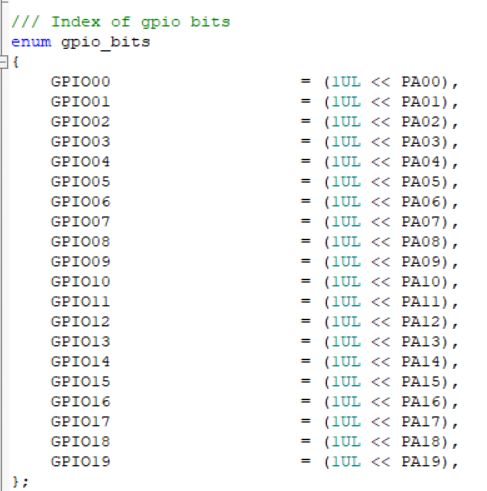 /// Index of gpio bits
enum gpio_bits
{
    GPIO00                  = (1UL << PA00),
    GPIO01                  = (1UL << PA01),
    GPIO02                  = (1UL << PA02),
    GPIO03                  = (1UL << PA03),
    GPIO04                  = (1UL << PA04),
    GPIO05                  = (1UL << PA05),
    GPIO06                  = (1UL << PA06),
    GPIO07                  = (1UL << PA07),
    GPIO08                  = (1UL << PA08),
    GPIO09                  = (1UL << PA09),
    GPIO10                  = (1UL << PA10),
    GPIO11                  = (1UL << PA11),
    GPIO12                  = (1UL << PA12),
    GPIO13                  = (1UL << PA13),
    GPIO14                  = (1UL << PA14),
    GPIO15                  = (1UL << PA15),
    GPIO16                  = (1UL << PA16),
    GPIO17                  = (1UL << PA17),
    GPIO18                  = (1UL << PA18),
    GPIO19                  = (1UL << PA19),
};